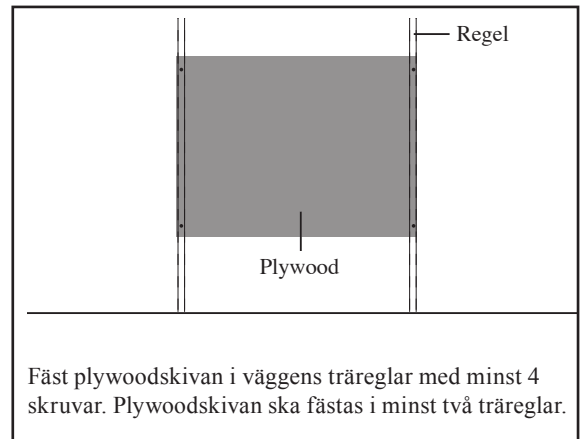 Regel
Plywood
Fäst plywoodskivan i väggens träreglar med minst 4
skruvar. Plywoodskivan ska fästas i minst två träreglar.